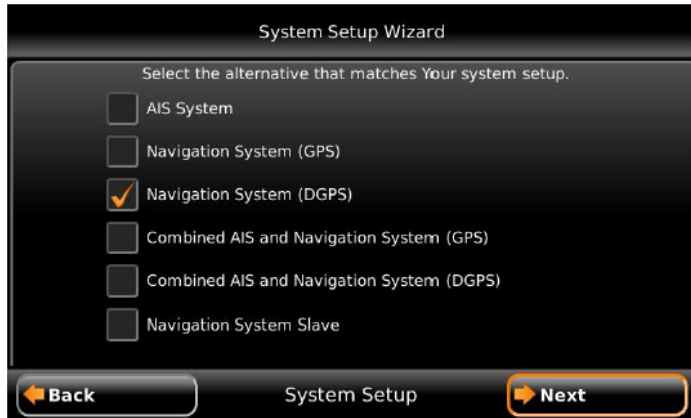 System Setup Wizard
Select the alternative that matches Your system setup.
AIS System
Navigation System (GPS)
Navigation System (DGPS)
Combined AIS and Navigation System (GPS)
Combined AIS and Navigation System (DGPS)
Navigation System Slave
Back System Setup Next